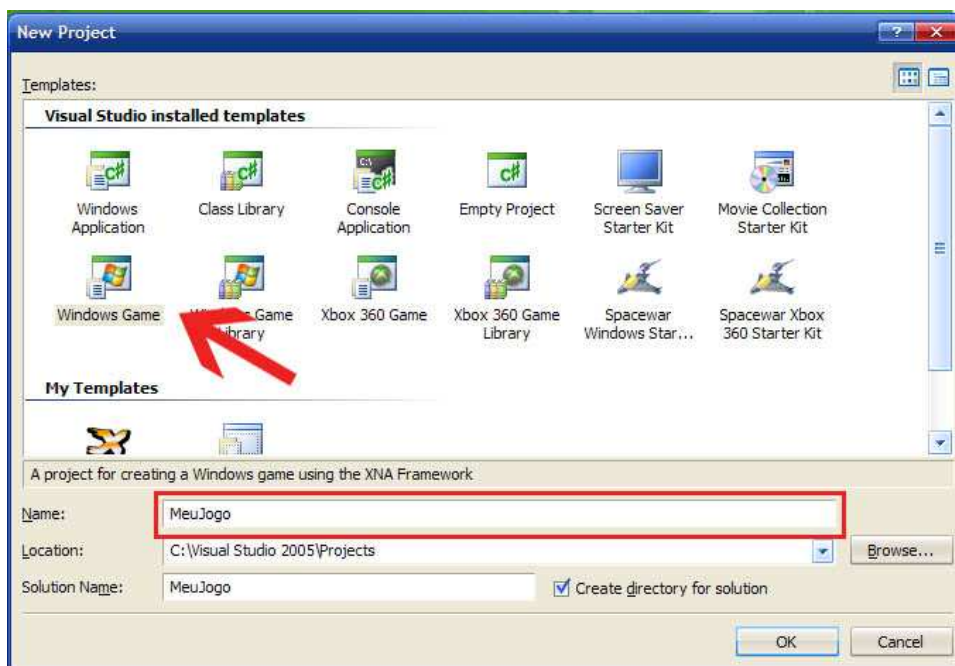 New Project
Templates:
Visual Studio installed templates
Windows Application
Class Library
Console Application
Empty Project
Screen Saver Starter Kit
Movie Collection Starter Kit
Windows Game
Game Library
Xbox 360 Game
Xbox 360 Game Library
Spacewar Windows Star...
Spacewar Xbox 360 Starter Kit
My Templates
A project for creating a Windows game using the XNA Framework
Name:
MeuJogo
Location:
C:\Visual Studio 2005\Projects
Browse...
Solution Name:
MeuJogo
Create directory for solution
OK
Cancel